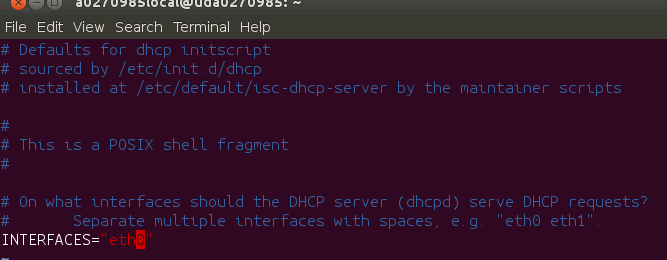 a0270985local@uda0270985: ~
File Edit View Search Terminal Help
# Defaults for dhcp initscript
# sourced by /etc/init.d/dhcp
# installed at /etc/default/isc-dhcp-server by the maintainer scripts
#
# This is a POSIX shell fragment
#
# On what interfaces should the DHCP server (dhcpd) serve DHCP requests?
#       Separate multiple interfaces with spaces, e.g. "eth0 eth1".
INTERFACES="eth0"
~